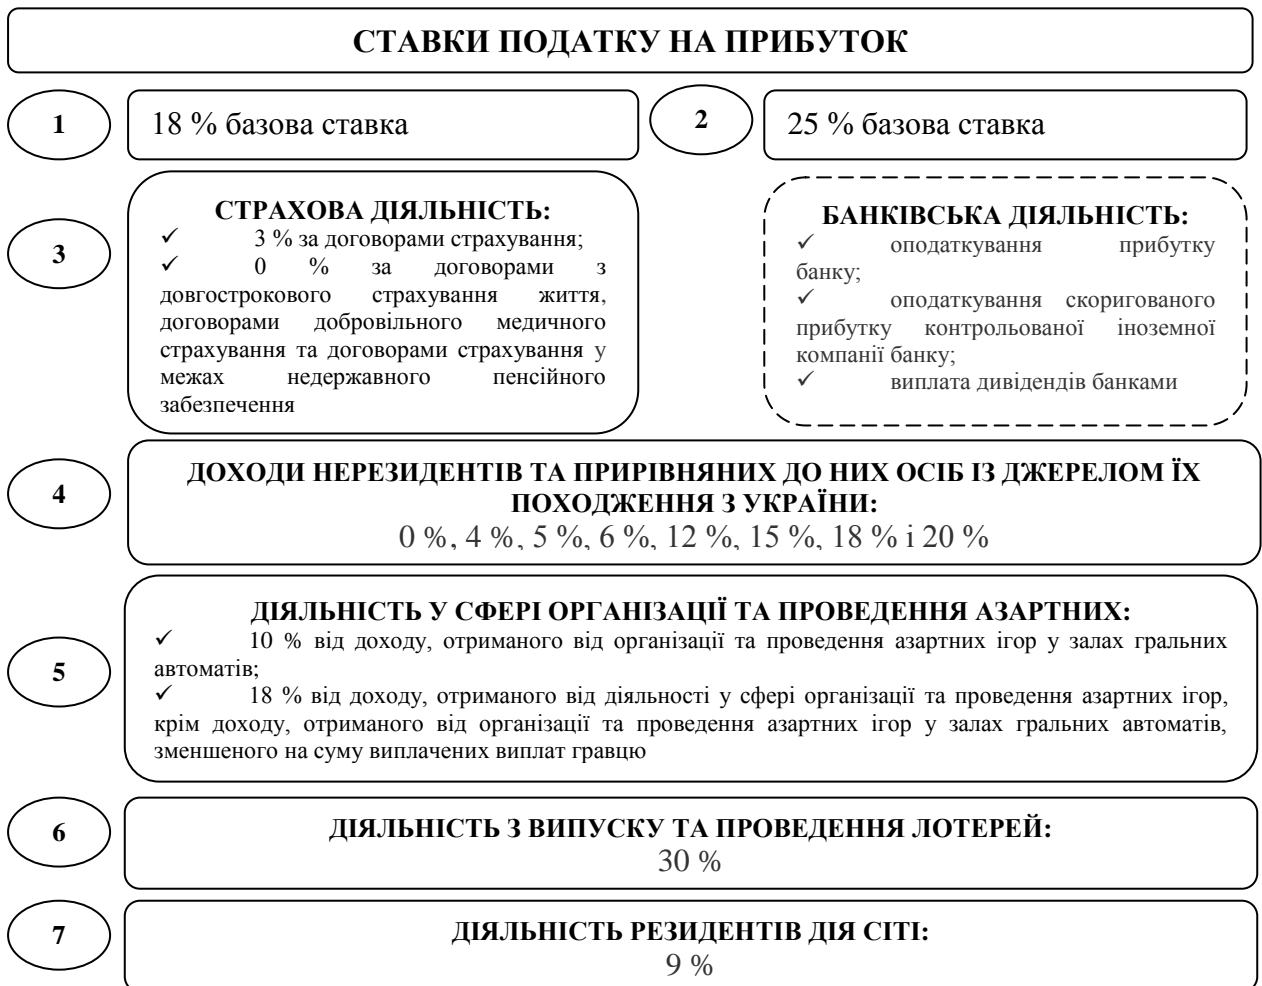 СТАВКИ ПОДАТКУ НА ПРИБУТОК
1
18 % базова ставка
2
25 % базова ставка
3
СТРАХОВА ДІЯЛЬНІСТЬ:
✓ 3 % за договорами страхування;
✓ 0 % за договорами з
довгострокового страхування життя,
договорами добровільного медичного
страхування та договорами страхування у
межах недержавного пенсійного
забезпечення
БАНКІВСЬКА ДІЯЛЬНІСТЬ:
✓ оподаткування прибутку
банку;
✓ оподаткування скоригованого
прибутку контрольованої іноземної
компанії банку;
✓ виплата дивідендів банками
4
ДОХОДИ НЕРЕЗИДЕНТІВ ТА ПРИРІВНЯНИХ ДО НИХ ОСІБ ІЗ ДЖЕРЕЛОМ ЇХ
ПОХОДЖЕННЯ З УКРАЇНИ:
0 %, 4 %, 5 %, 6 %, 12 %, 15 %, 18 % і 20 %
5
ДІЯЛЬНІСТЬ У СФЕРІ ОРГАНІЗАЦІЇ ТА ПРОВЕДЕННЯ АЗАРТНИХ:
✓ 10 % від доходу, отриманого від організації та проведення азартних ігор у залах гральних
автоматів;
✓ 18 % від доходу, отриманого від діяльності у сфері організації та проведення азартних ігор,
крім доходу, отриманого від організації та проведення азартних ігор у залах гральних автоматів,
зменшеного на суму виплачених виплат гравцю
6
ДІЯЛЬНІСТЬ З ВИПУСКУ ТА ПРОВЕДЕННЯ ЛОТЕРЕЙ:
30 %
7
ДІЯЛЬНІСТЬ РЕЗИДЕНТІВ ДІЯ СІТІ:
9 %